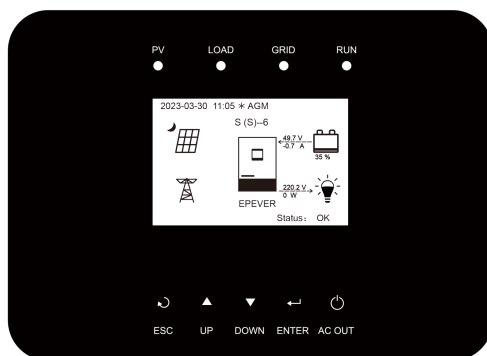 PV LOAD GRID RUN
2023-03-30 11:05 * AGM
S (S)--6
49.7 V
-0.7 A
35 %
220.2 V
0 W
EPEVER
Status: OK
ESC UP DOWN ENTER AC OUT